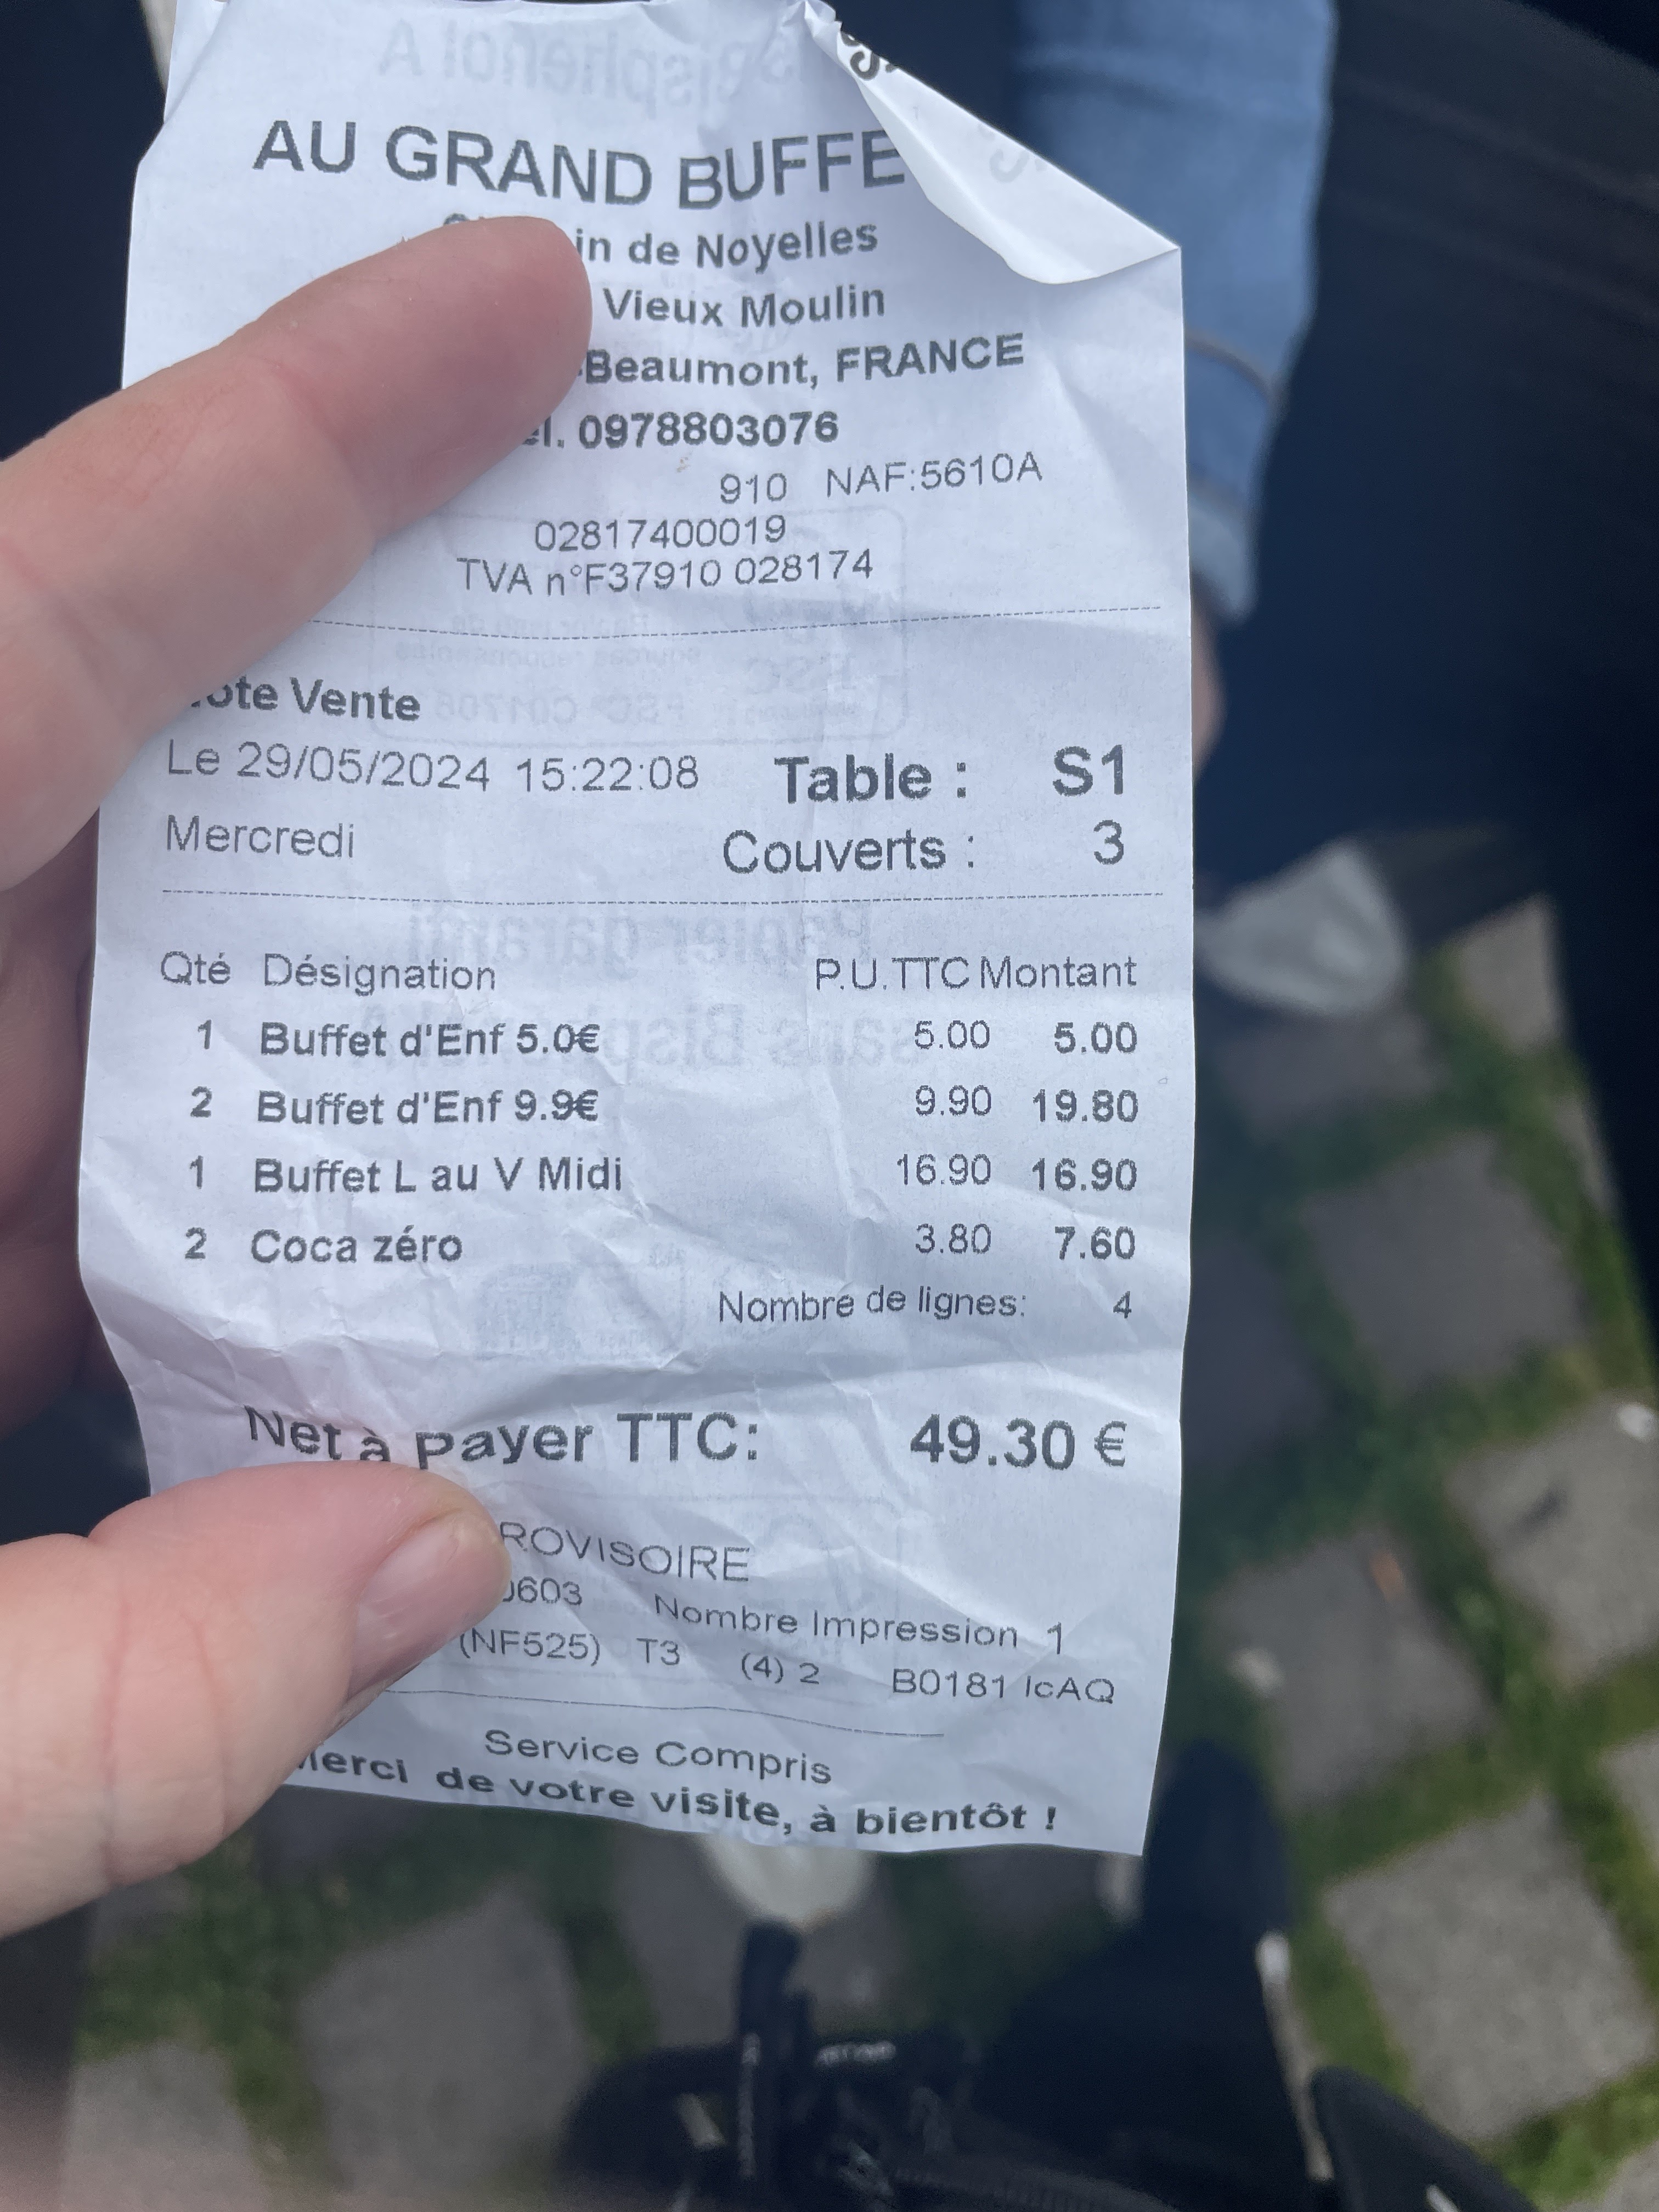 AU GRAND BUFFE
in de Noyelles
Vieux Moulin
Beaumont, FRANCE
el. 0978803076
910 NAF:5610A
02817400019
TVA n°F37910 028174
ote Vente
Le 29/05/2024 15:22:08 Table : S1
Mercredi Couverts : 3
Qté Désignation P.U.TTC Montant
1 Buffet d'Enf 5.0€ 5.00 5.00
2 Buffet d'Enf 9.9€ 9.90 19.80
1 Buffet L au V Midi 16.90 16.90
2 Coca zéro 3.80 7.60
Nombre de lignes: 4
Net à Payer TTC: 49.30 €
ROVISOIRE
0603 Nombre Impression 1
(NF525) T3 (4) 2 B0181 IcAQ
Service Compris
Merci de votre visite, à bientôt !